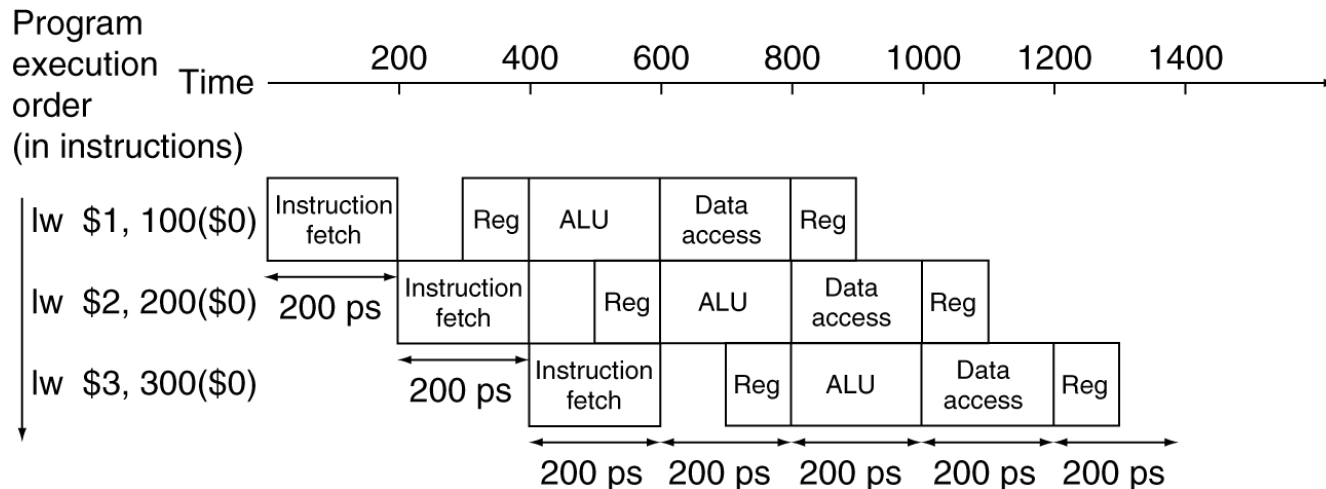 Program
execution
order
(in instructions)
Time
200 400 600 800 1000 1200 1400
lw $1, 100($0)
Instruction
fetch
Reg
ALU
Data
access
Reg
200 ps
lw $2, 200($0)
Instruction
fetch
Reg
ALU
Data
access
Reg
200 ps
lw $3, 300($0)
Instruction
fetch
Reg
ALU
Data
access
Reg
200 ps 200 ps 200 ps 200 ps 200 ps